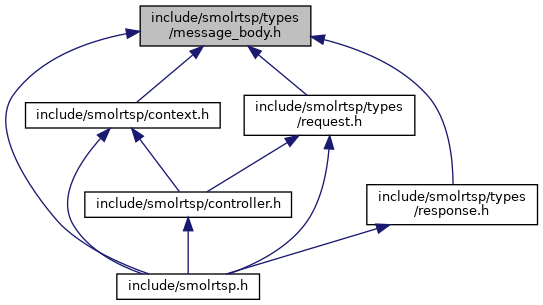 include/smolrtsp/types
/message_body.h
include/smolrtsp/context.h
include/smolrtsp/types
/request.h
include/smolrtsp/controller.h
include/smolrtsp/types
/response.h
include/smolrtsp.h